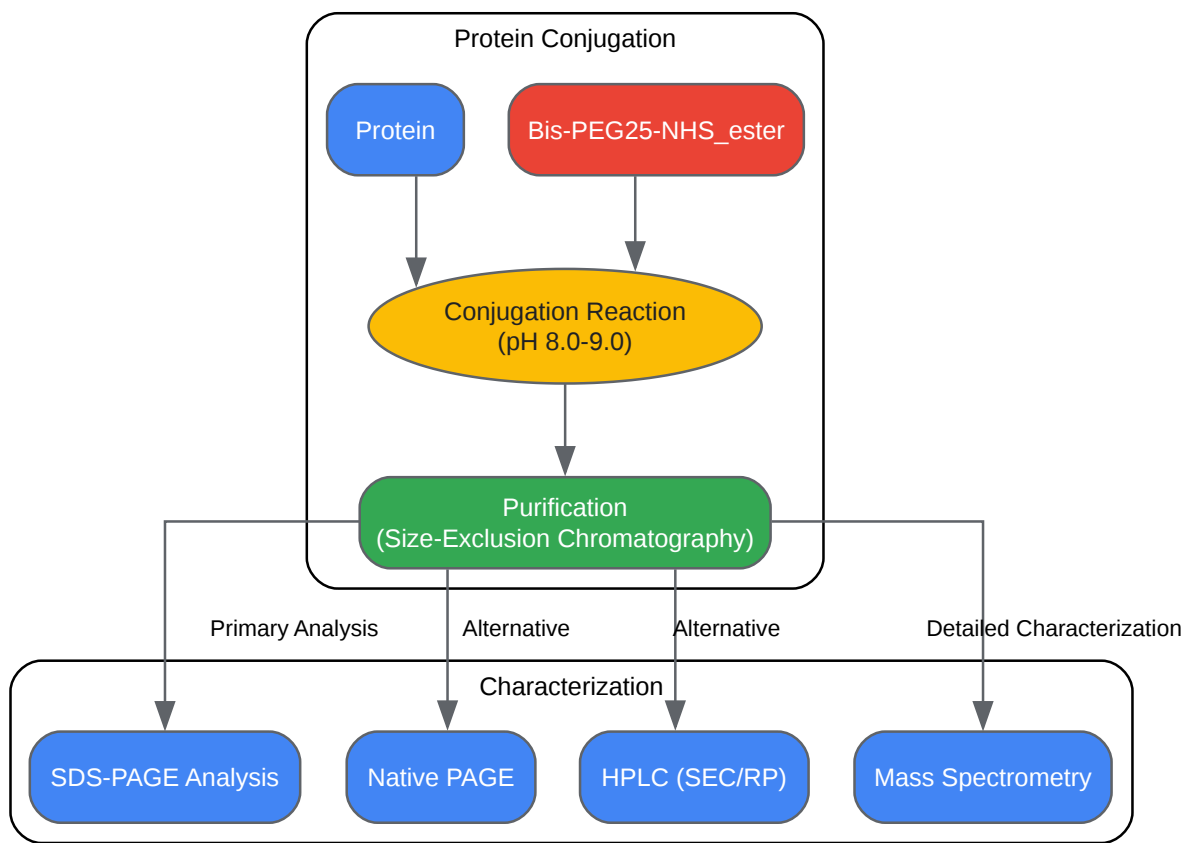 Protein Conjugation
Protein
Bis-PEG25-NHS_ester
Conjugation Reaction
(pH 8.0-9.0)
Purification
(Size-Exclusion Chromatography)
Primary Analysis
Alternative
Alternative
Detailed Characterization
Characterization
SDS-PAGE Analysis
Native PAGE
HPLC (SEC/RP)
Mass Spectrometry